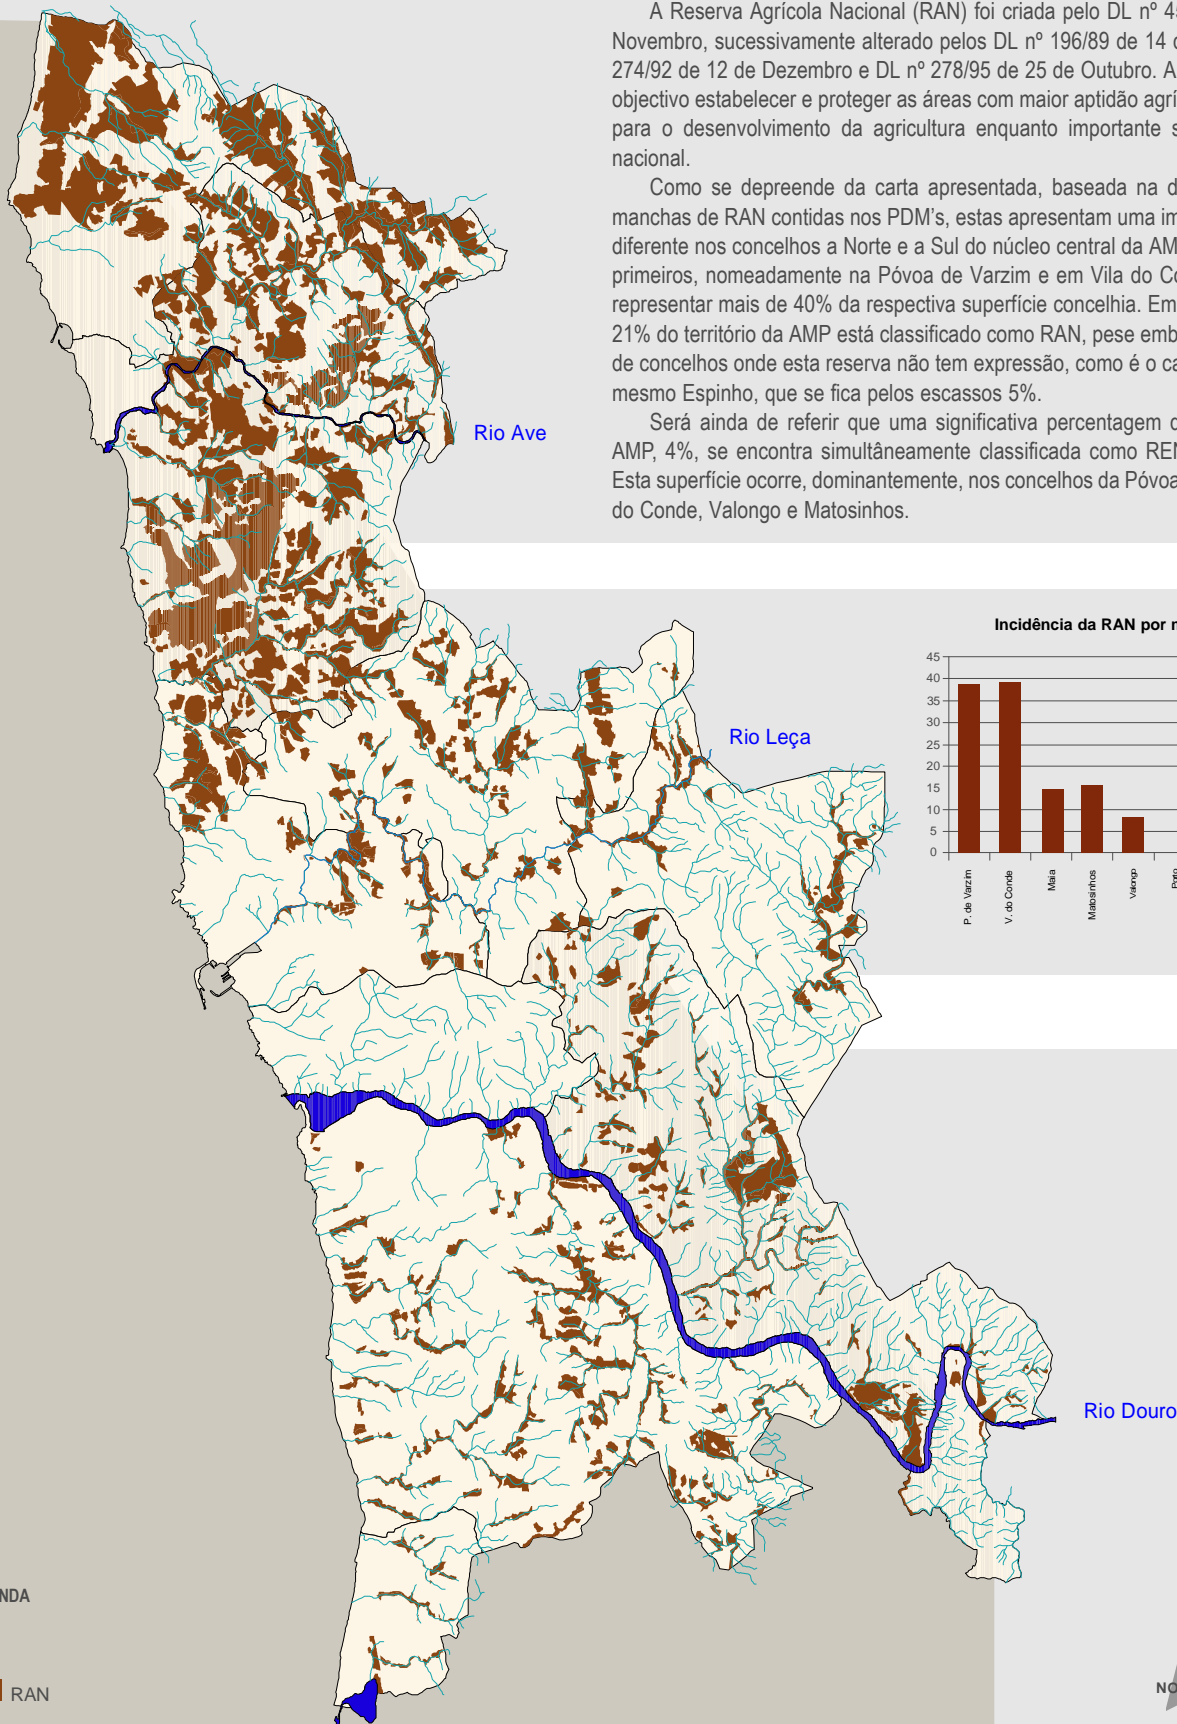 A Reserva Agrícola Nacional (RAN) foi criada pelo DL nº
Novembro, sucessivamente alterado pelos DL nº 196/89 de 14
274/92 de 12 de Dezembro e DL nº 278/95 de 25 de Outubro.
objectivo estabelecer e proteger as áreas com maior aptidão
para o desenvolvimento da agricultura enquanto importante
nacional.
Como se depreende da carta apresentada, baseada na
manchas de RAN contidas nos PDM's, estas apresentam uma
diferente nos concelhos a Norte e a Sul do núcleo central da
primeiros, nomeadamente na Póvoa de Varzim e em Vila do
representar mais de 40% da respectiva superfície concelhia. Em
21% do território da AMP está classificado como RAN, pese
de concelhos onde esta reserva não tem expressão, como é o
mesmo Espinho, que se fica pelos escassos 5%.
Será ainda de referir que uma significativa percentagem
AMP, 4%, se encontra simultâneamente classificada como
Esta superfície ocorre, dominantemente, nos concelhos da Póvoa
do Conde, Valongo e Matosinhos.
Rio Ave
Incidência da RAN por
45
40
35
30
25
20
15
10
5
0
P. de Varzim
V. do Conde
Maia
Matosinhos
Valongo
Porto
Rio Leça
Rio Douro
NDA
RAN
NO